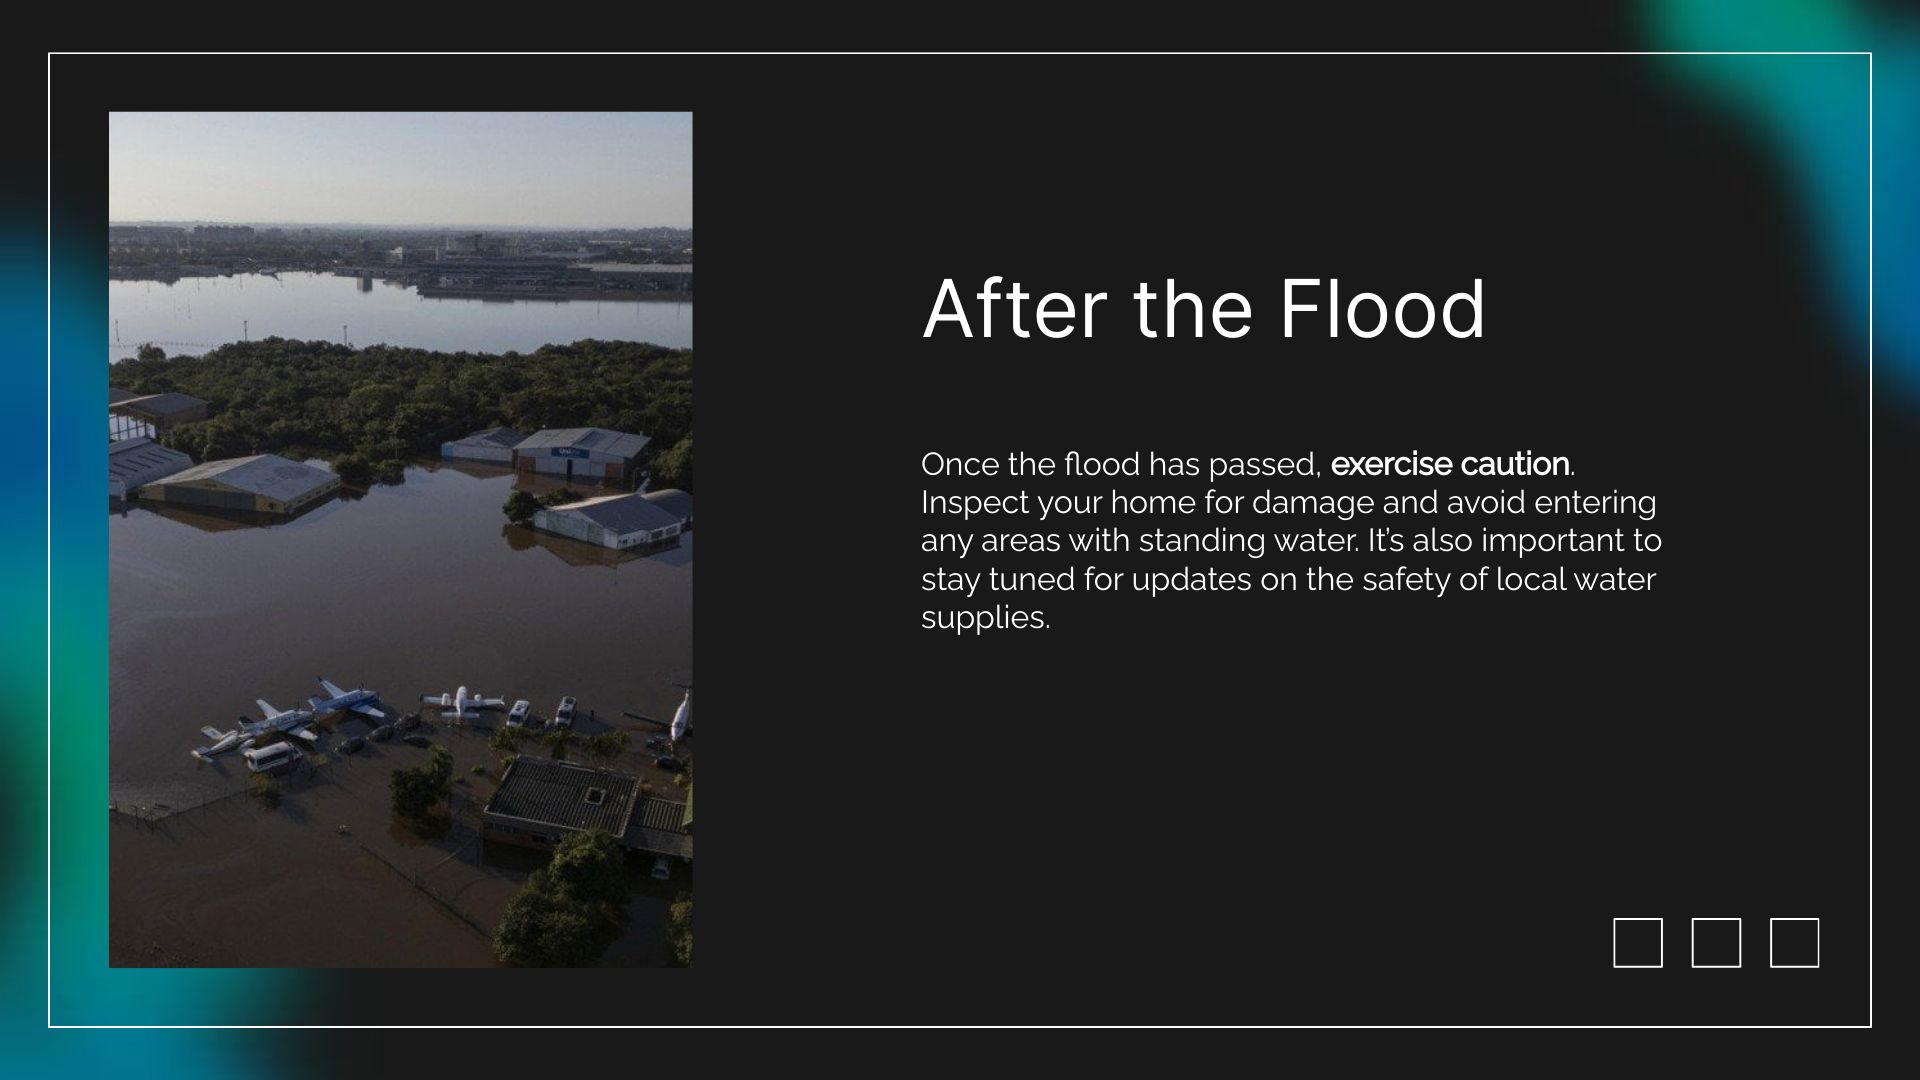 After the Flood
Once the flood has passed, exercise caution.
Inspect your home for damage and avoid entering
any areas with standing water. It’s also important to
stay tuned for updates on the safety of local water
supplies.